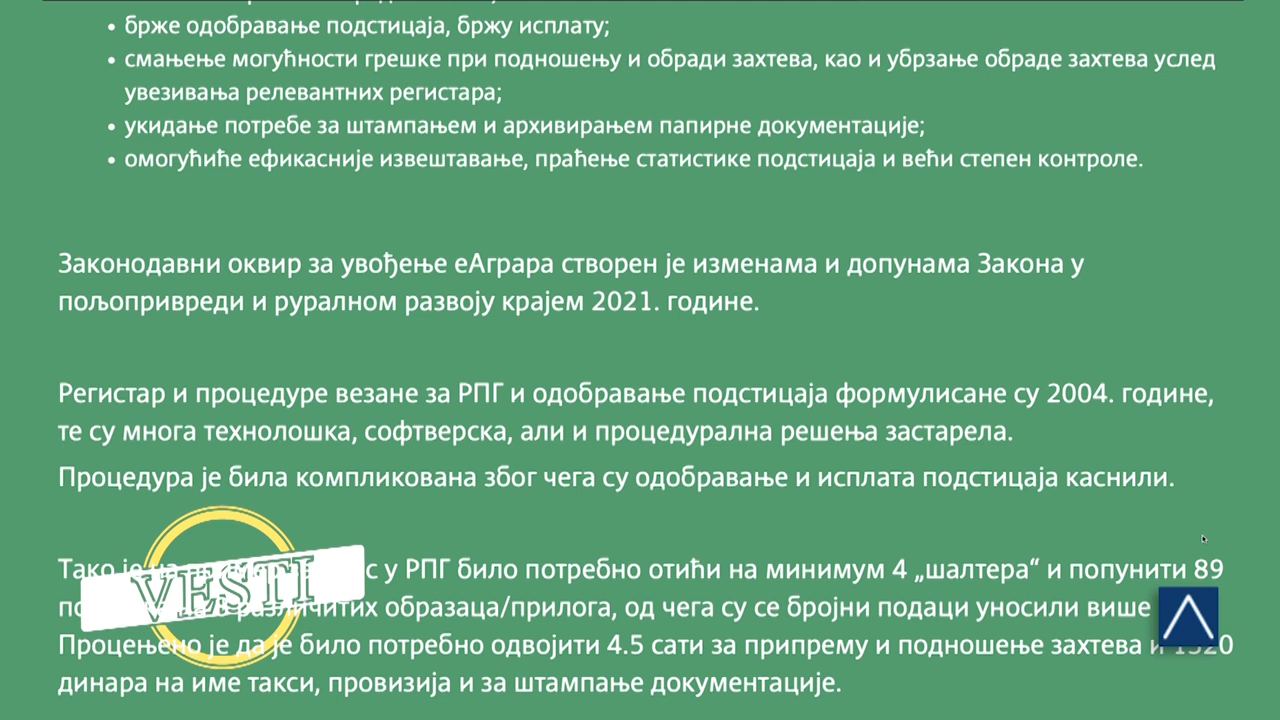 брже одобравање подстицаја, бржу исплату;
смањење могућности грешке при подношењу и обради захтева, као и убрзање обраде захтева услед
увезивања релевантних регистара;
укидање потребе за штампањем и архивирањем папирне документације;
омогућиће ефикасније извештавање, праћење статистике подстицаја и већи степен контроле.
Законодавни оквир за увођење еАграра створен је изменама и допунама Закона у
пољопривреди и руралном развоју крајем 2021. године.
Регистар и процедуре везане за РПГ и одобравање подстицаја формулисане су 2004. године,
те су многа технолошка, софтверска, али и процедурална решења застарела.
Процедура је била компликована због чега су одобравање и исплата подстицаја каснили.
Тако је у РПГ било потребно отићи на минимум 4 „шалтера“ и попунити 89
различитих образаца/прилога, од чега су се бројни подаци уносили више
VESTI
Процењено је да је било потребно одвојити 4.5 сати за припрему и подношење захтева и
динара на име такси, провизија и за штампање документације.